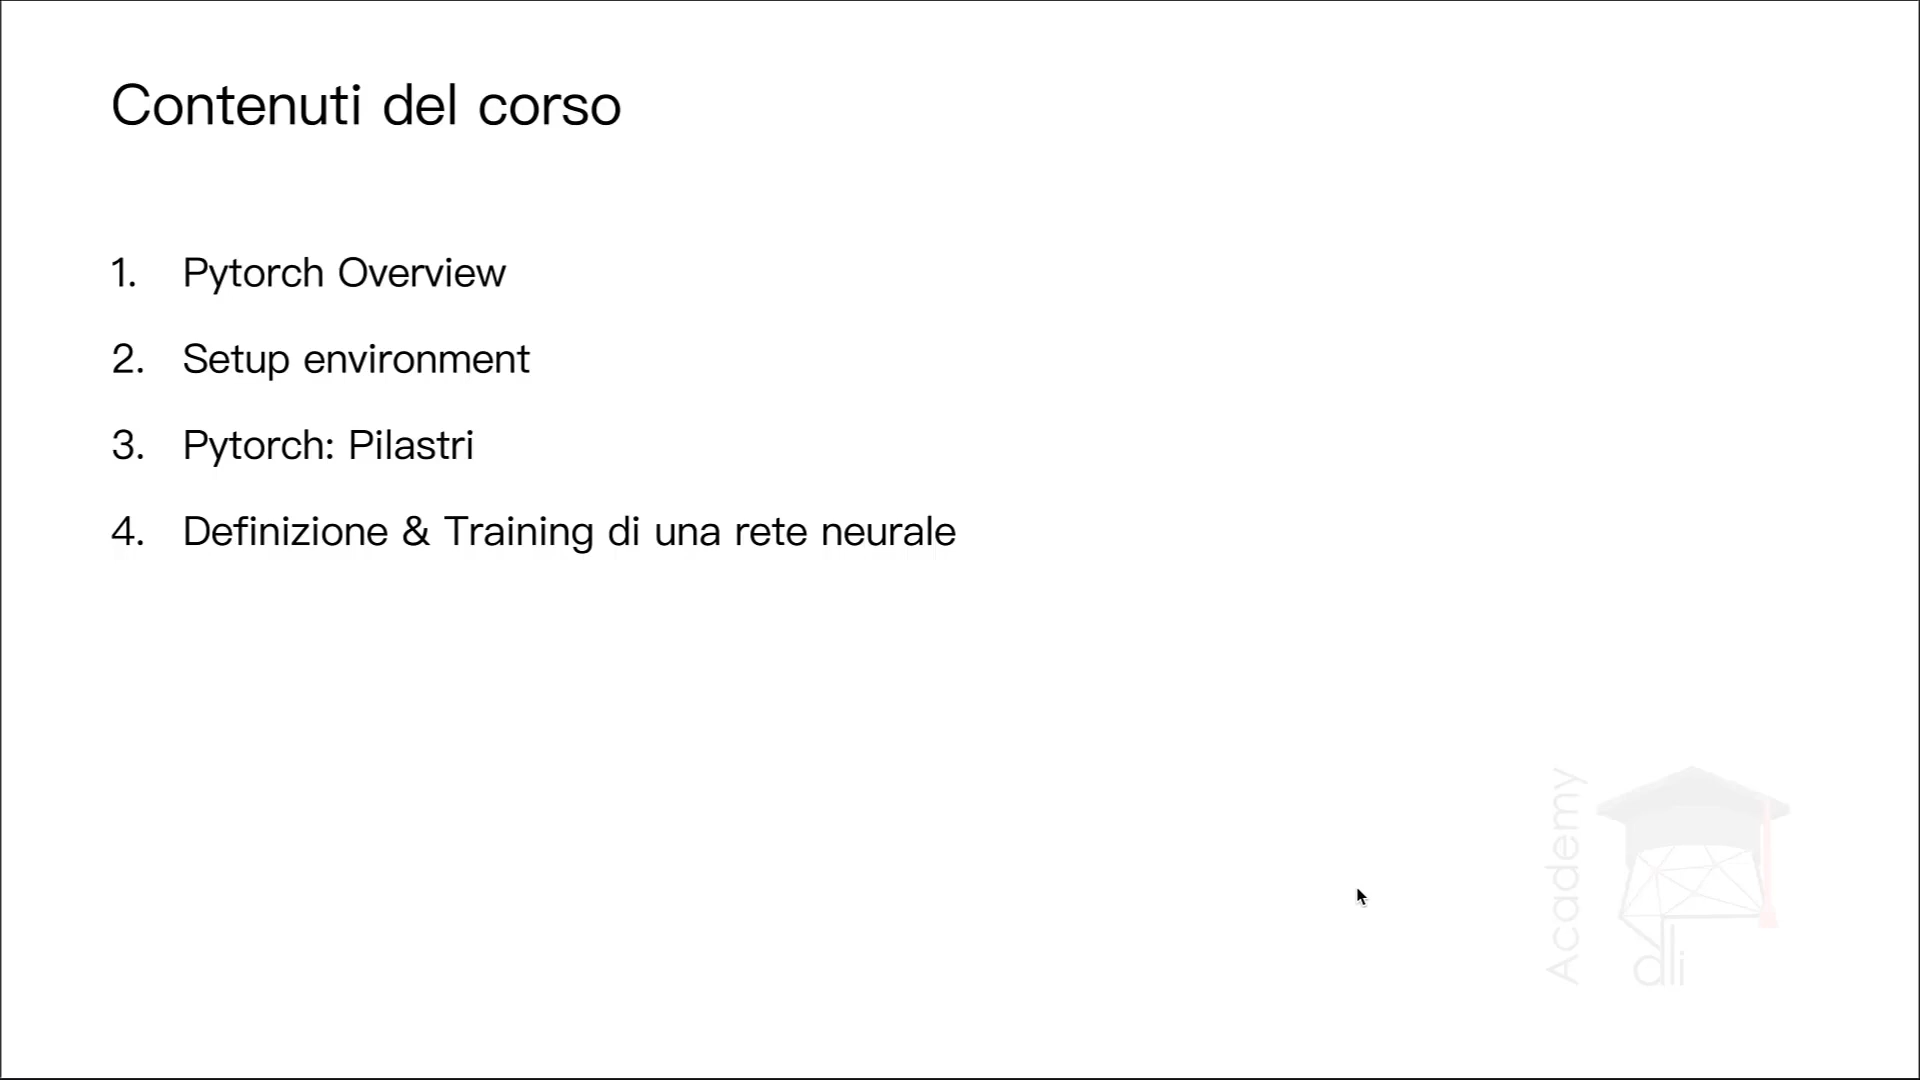 Contenuti del corso
1. Pytorch Overview
2. Setup environment
3. Pytorch: Pilastri
4. Definizione & Training di una rete neurale
Academy
dli